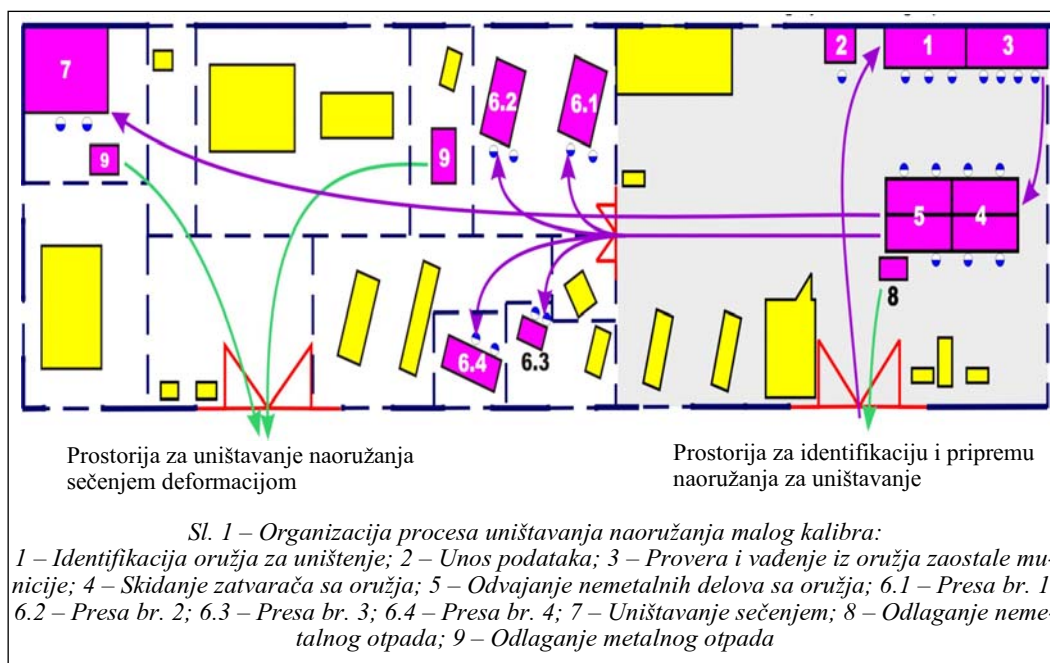 7
2
1
3
6.2
6.1
9
9
5
4
8
6.4
6.3
Prostorija za uništavanje naoružanja
sečenjem deformacijom
Prostorija za identifikaciju i pripremu
naoružanja za uništavanje
Sl. 1 – Organizacija procesa uništavanja naoružanja malog kalibra:
1 – Identifikacija oružja za uništenje; 2 – Unos podataka; 3 – Provera i vađenje iz oružja zaostale mu-
nicije; 4 – Skidanje zatvarača sa oružja; 5 – Odvajanje nemetalnih delova sa oružja; 6.1 – Presa br. 1
6.2 – Presa br. 2; 6.3 – Presa br. 3; 6.4 – Presa br. 4; 7 – Uništavanje sečenjem; 8 – Odlaganje neme-
talnog otpada; 9 – Odlaganje metalnog otpada